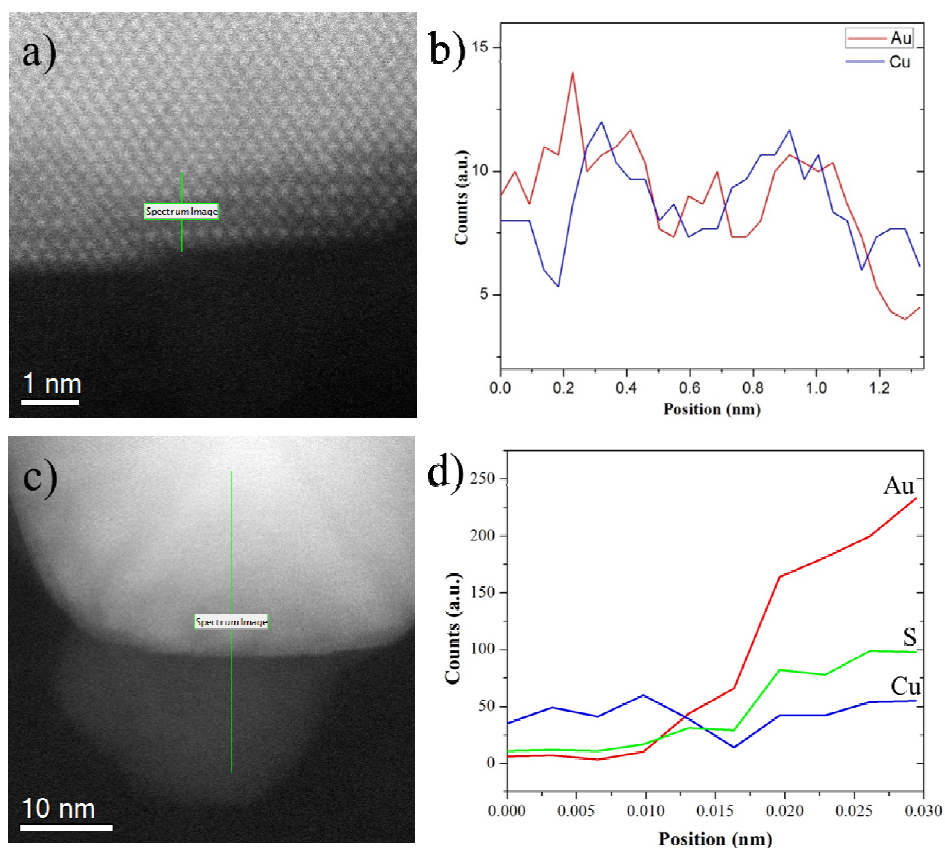 a)
Spectrum Image
1 nm
b)
Au
Cu
15
10
5
Counts (a.u.)
0.0 0.2 0.4 0.6 0.8 1.0 1.2
Position (nm)
c)
Spectrum Image
10 nm
d)
Au
S
Cu
250
200
150
100
50
0
Counts (a.u.)
0.000 0.005 0.010 0.015 0.020 0.025 0.030
Position (nm)